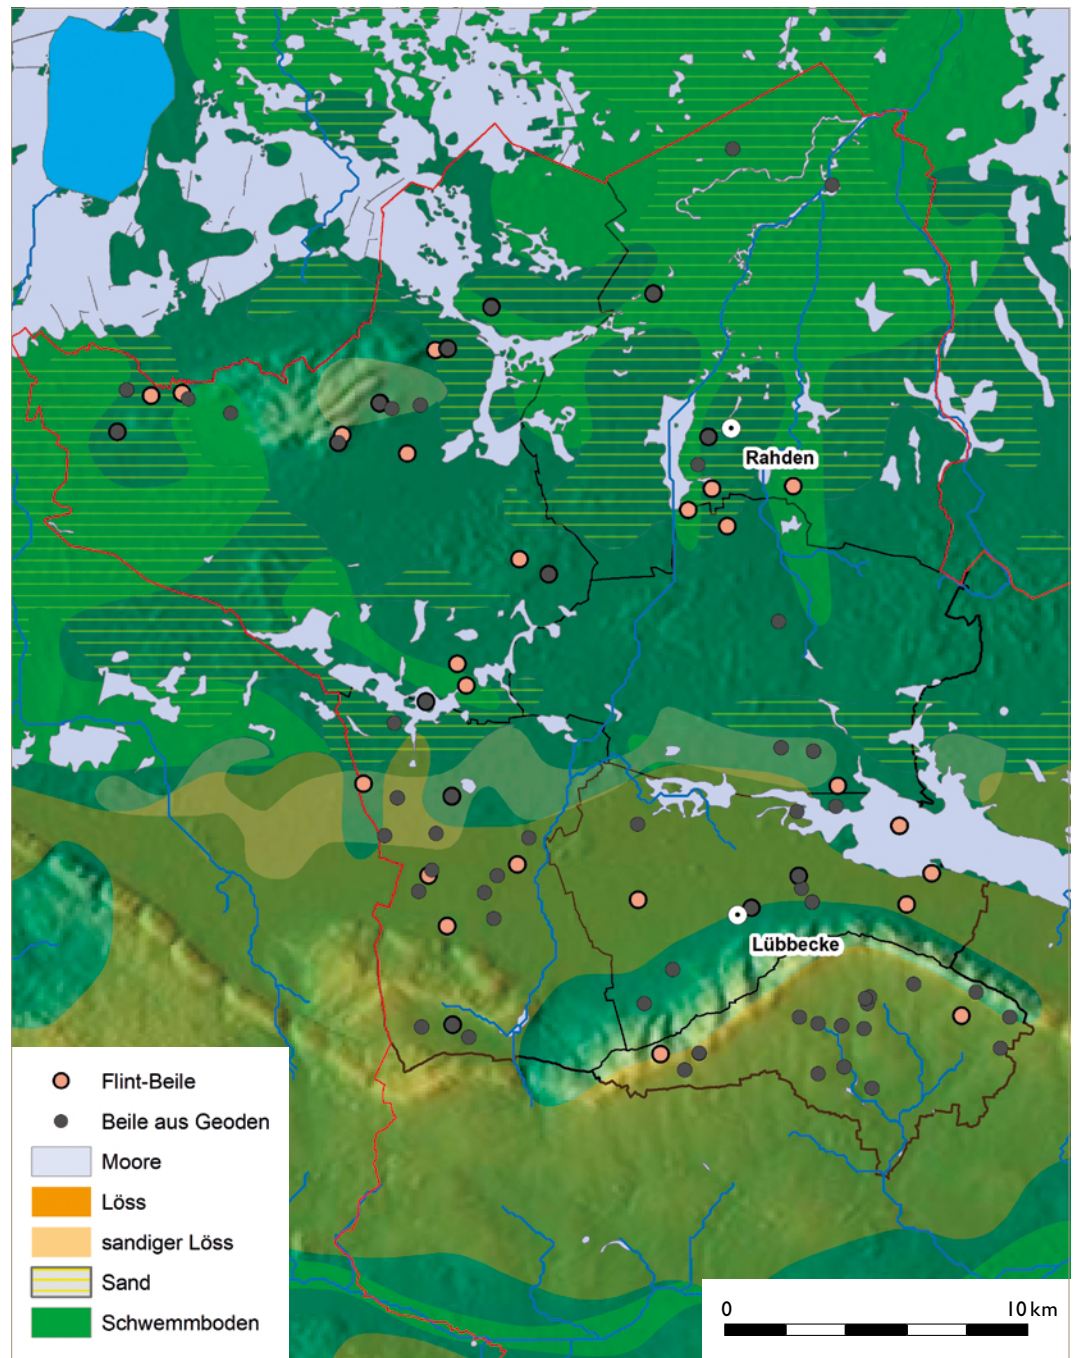 Rahden
Lübbecke
Flint-Beile
Beile aus Geoden
Moore
Löss
sandiger Löss
Sand
Schwemmboden
0 10 km